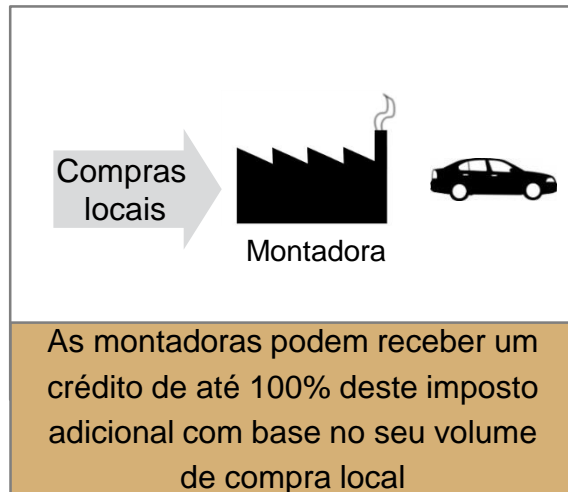 Compras
locais
Montadora
As montadoras podem receber um
crédito de até 100% deste imposto
adicional com base no seu volume
de compra local